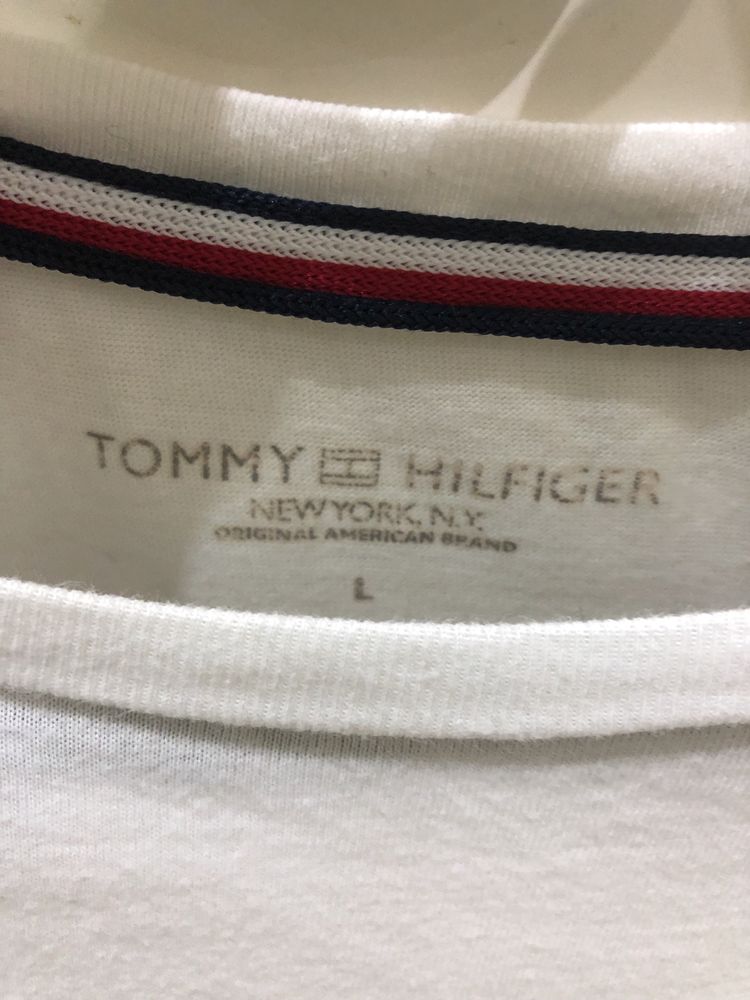 TOMMY HILFIGER
NEW YORK, N.Y.
ORIGINAL AMERICAN BRAND
L